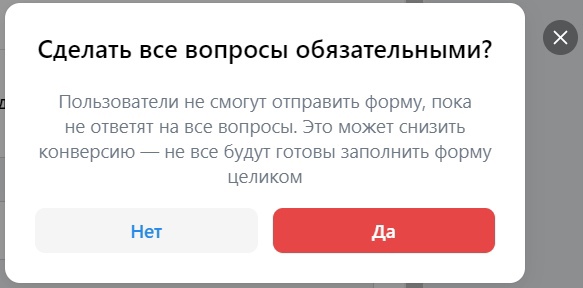 Сделать все вопросы обязательными?
Пользователи не смогут отправить форму, пока
не ответят на все вопросы. Это может снизить
конверсию — не все будут готовы заполнить форму
целиком
Нет
Да